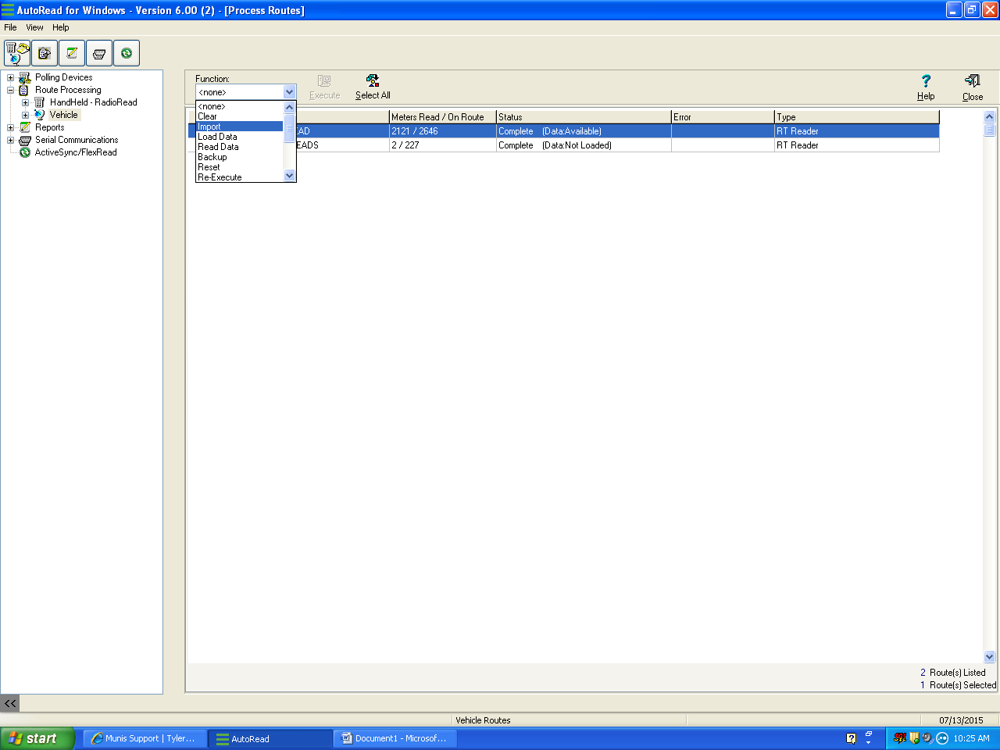 AutoRead for Windows - Version 6.00 (2) - [Process Routes]
File View Help
Polling Devices
Route Processing
HandHeld - RadioRead
Vehicle
Reports
Serial Communications
ActiveSync/FlexRead
Function:
<none>
Execute
Select All
Help
Close
<none>
Clear
Import
Load Data
Read Data
Backup
Reset
Re-Execute
Meters Read / On Route Status Error Type
EAD 2121 / 2646 Complete (Data:Available) RT Reader
EADS 2 / 227 Complete (Data:Not Loaded) RT Reader
2 Route(s) Listed
1 Route(s) Selected
<<
Vehicle Routes 07/13/2015
start Munis Support | Tyler... AutoRead Document1 - Microsof... 10:25 AM